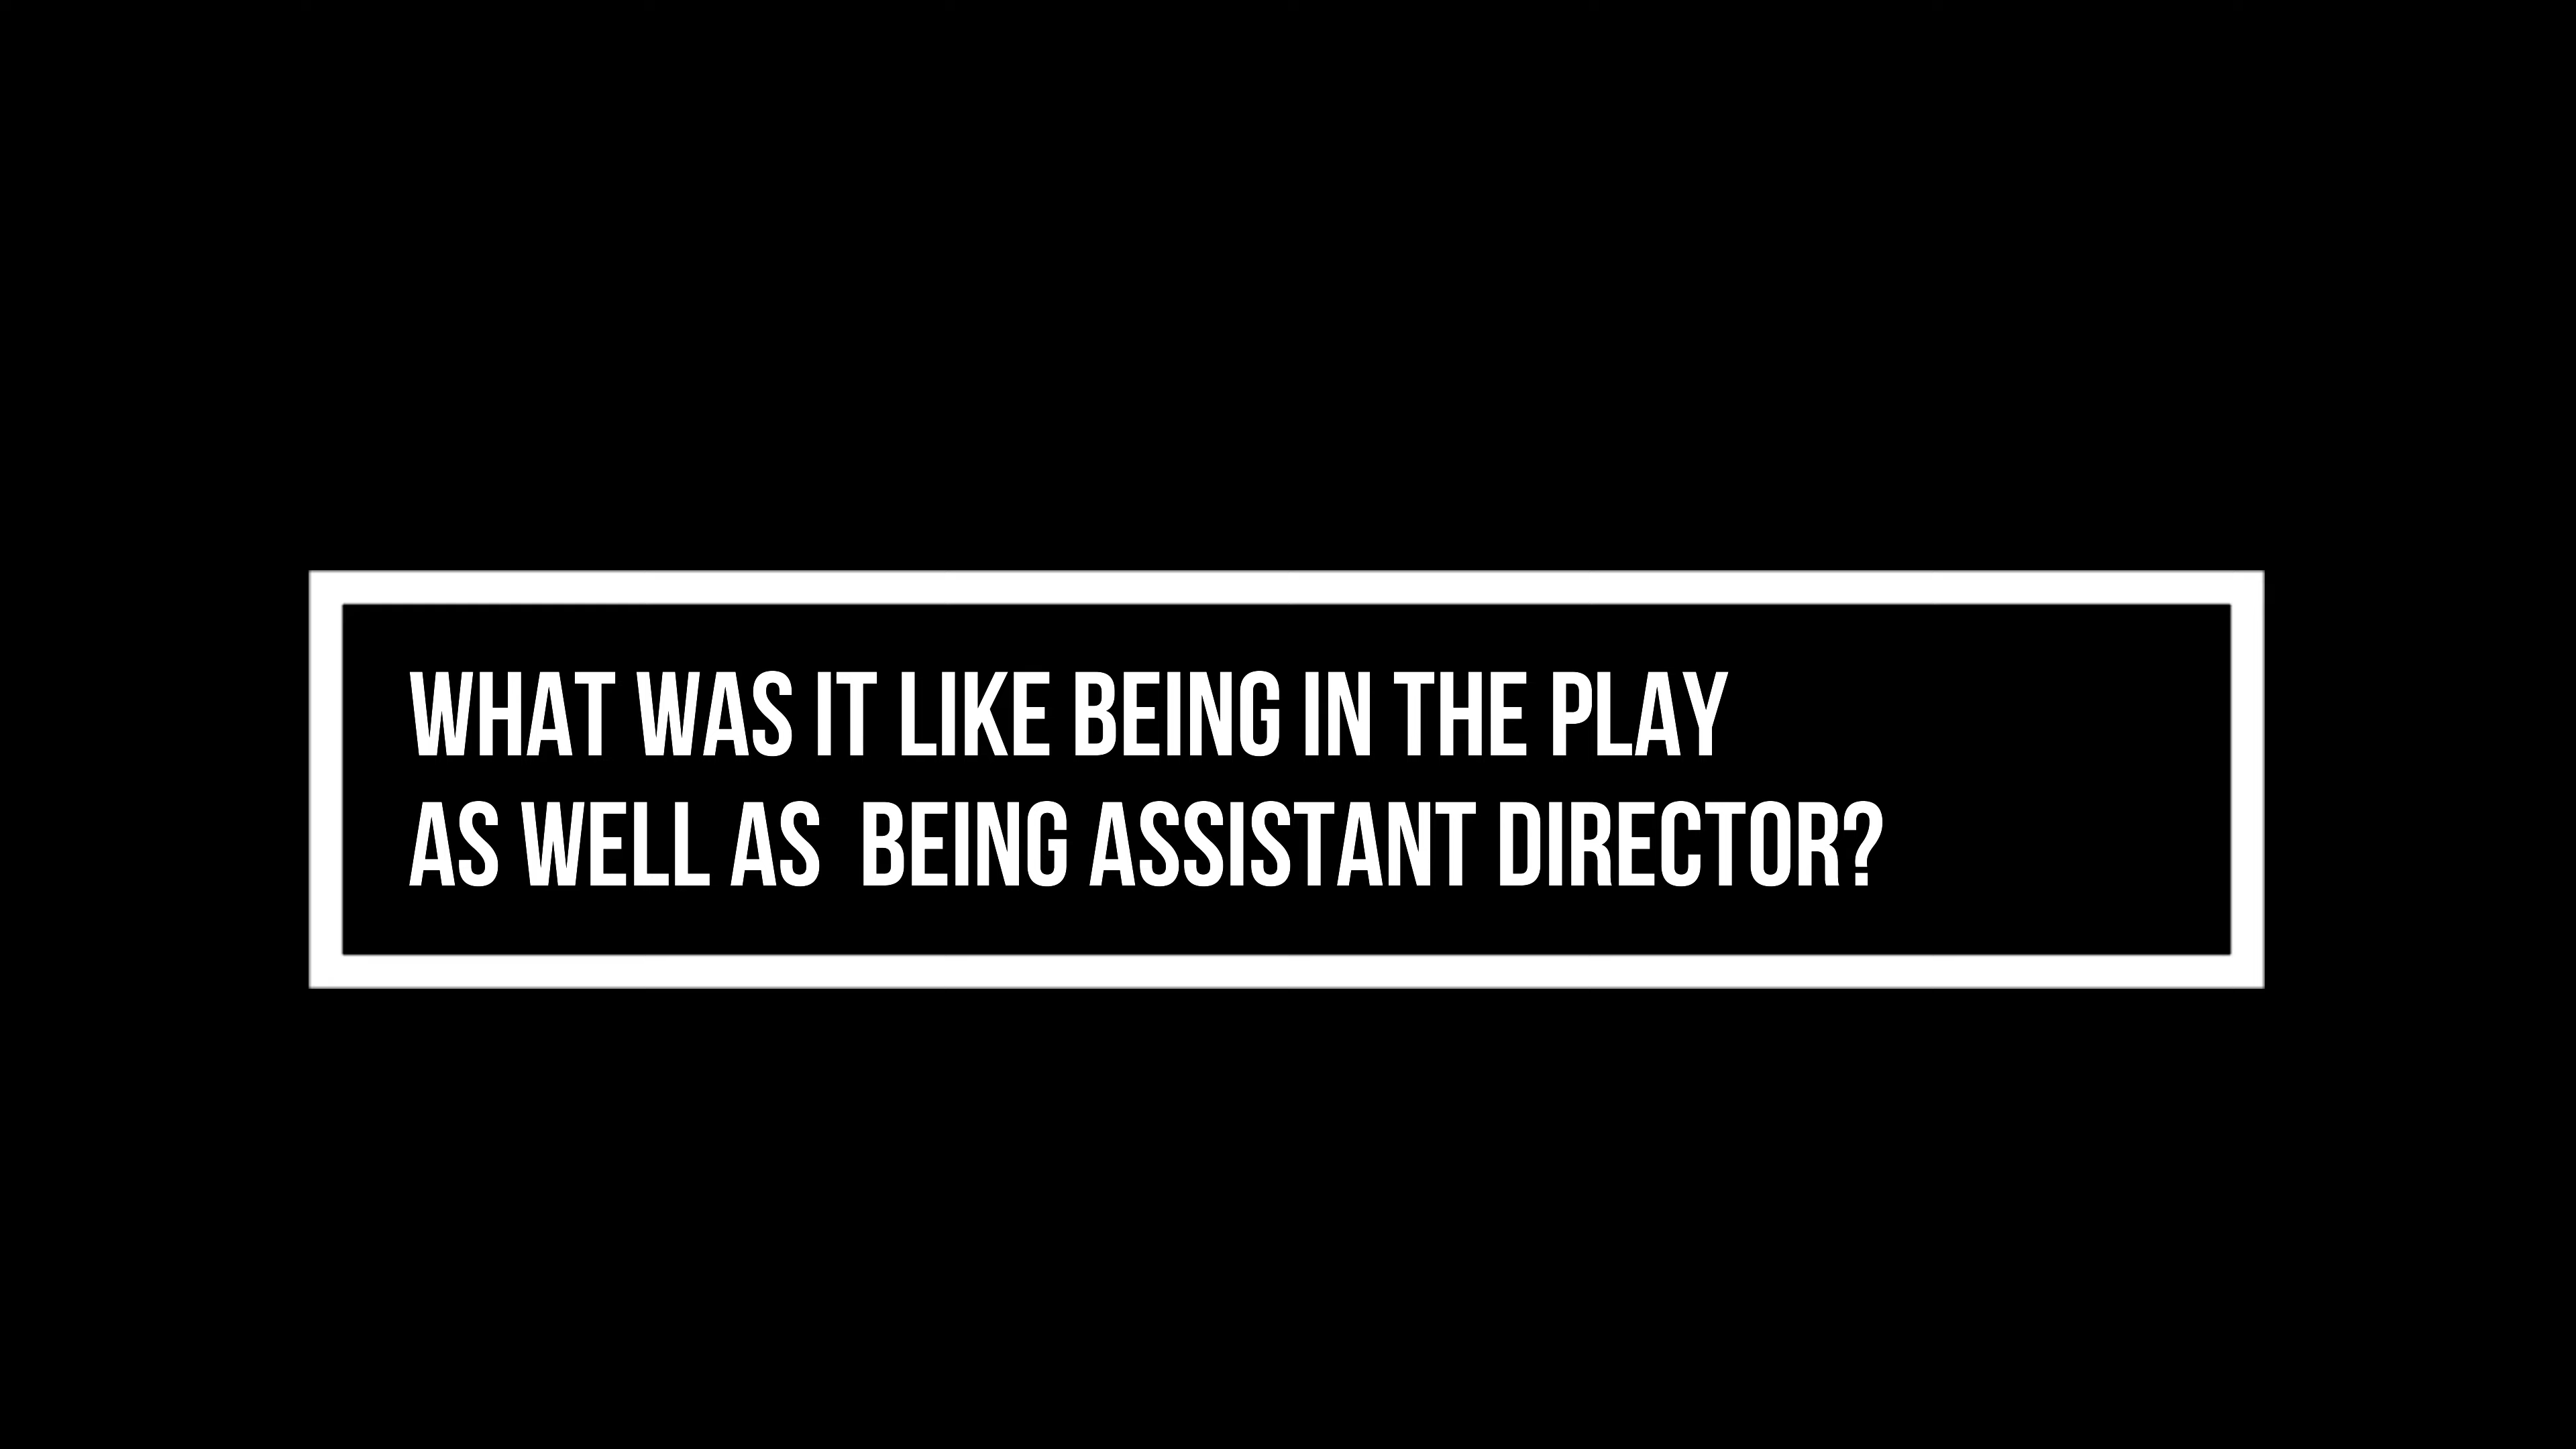 WHAT WAS IT LIKE BEING IN THE PLAY
AS WELL AS  BEING ASSISTANT DIRECTOR?